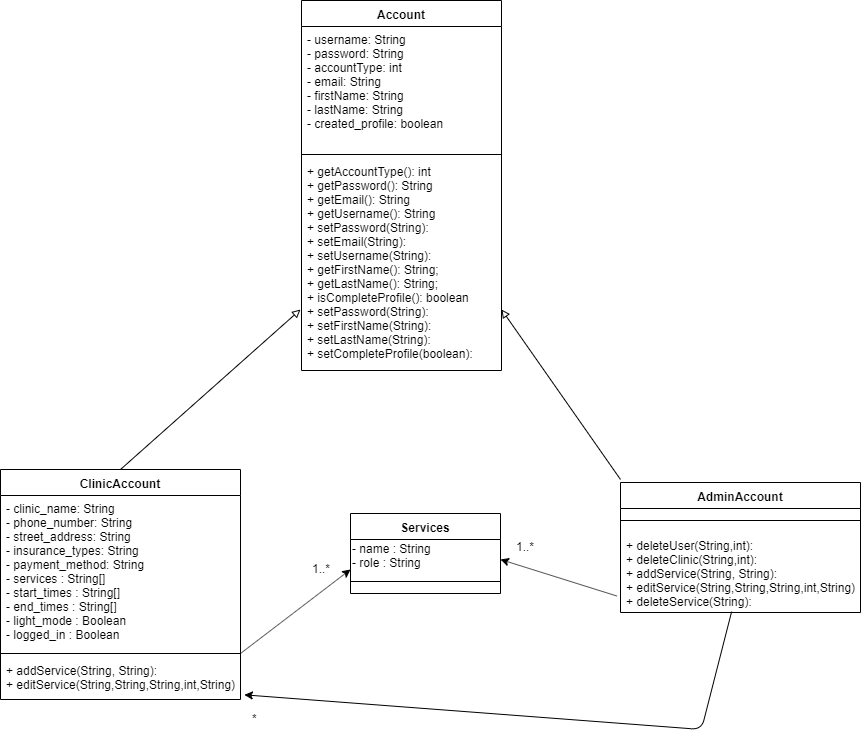 Account
- username: String
- password: String
- accountType: int
- email: String
- firstName: String
- lastName: String
- created_profile: boolean
+ getAccountType(): int
+ getPassword(): String
+ getEmail(): String
+ getUsername(): String
+ setPassword(String):
+ setEmail(String):
+ setUsername(String):
+ getFirstName(): String;
+ getLastName(): String;
+ isCompleteProfile(): boolean
+ setPassword(String):
+ setFirstName(String):
+ setLastName(String):
+ setCompleteProfile(boolean):
ClinicAccount
- clinic_name: String
- phone_number: String
- street_address: String
- insurance_types: String
- payment_method: String
- services : String[]
- start_times : String[]
- end_times : String[]
- light_mode : Boolean
- logged_in : Boolean
+ addService(String, String):
+ editService(String,String,String,int,String)
1..*
Services
- name : String
- role : String
1..*
AdminAccount
+ deleteUser(String,int):
+ deleteClinic(String,int):
+ addService(String, String):
+ editService(String,String,String,int,String)
+ deleteService(String):
*